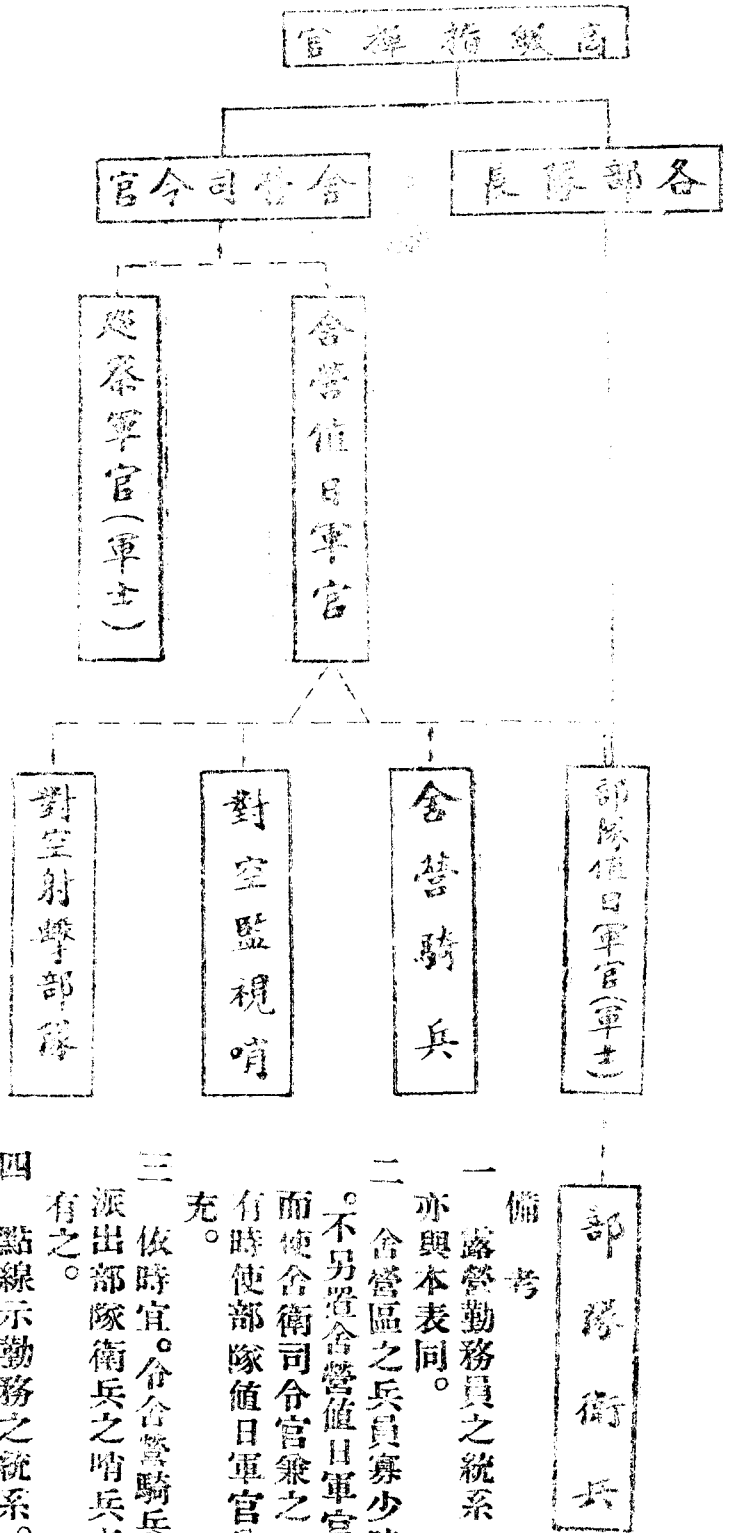 高級指揮官
各部隊長
舍營司令官
舍營值日軍官
巡察軍官(軍士)
部隊值日軍官(軍士)
舍營騎兵
對空監視哨
對空射擊部隊
部隊衛兵
備考
一 露營勤務員之統系
亦與本表同。
二 舍營區之兵員寡少
。不另置舍營值日軍官
而使舍衛司令官兼之
有時使部隊值日軍官
充。
三 依時宜。令舍營騎兵
派出部隊衛兵之哨兵
有之。
四 點線示勤務之統系。